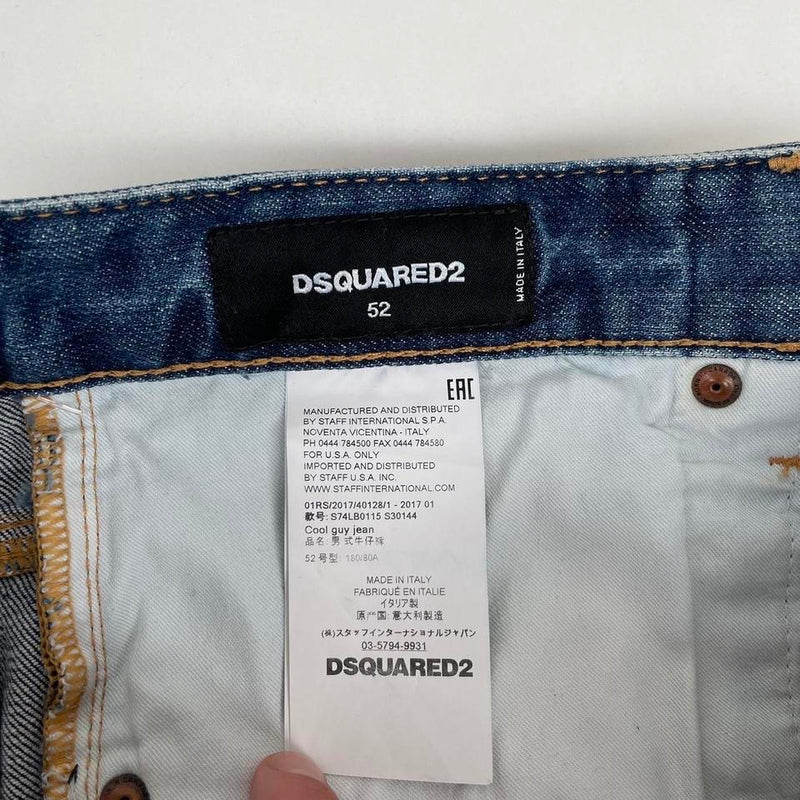 DSQUARED2
52
MADE IN ITALY
EAC
MANUFACTURED AND DISTRIBUTED
BY STAFF INTERNATIONAL S.P.A.
NOVENTA VICENTINA - ITALY
PH 0444 784500 FAX 0444 784580
FOR U.S.A. ONLY
IMPORTED AND DISTRIBUTED
BY STAFF U.S.A. INC.
WWW.STAFFINTERNATIONAL.COM
01RS/2017/40128/1 - 2017 01
款号: S74LB0115 S30144
Cool guy jean
品名: 男式牛仔裤
52 号型: 180/80A
MADE IN ITALY
FABRIQUÉ EN ITALIE
イタリア製
原产国: 意大利製造
(株)スタッフインターナショナルジャパン
03-5794-9931
DSQUARED2